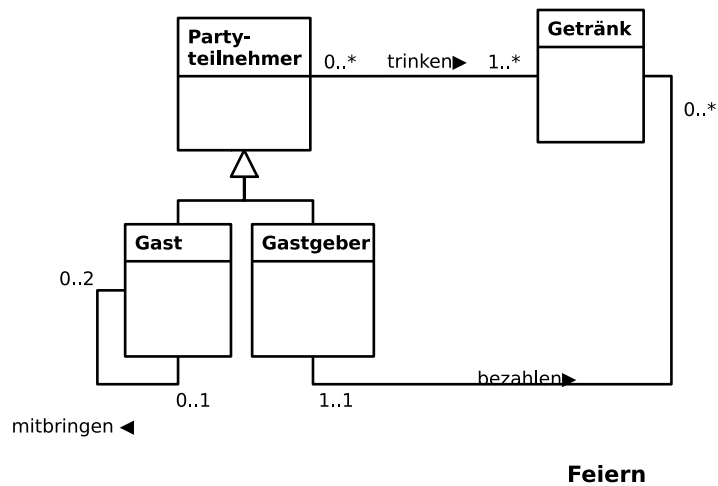 Party-
teilnehmer
Getränk
0..*
trinken▶
1..*
0..*
Gast
Gastgeber
0..2
bezahlen▶
0..1
1..1
mitbringen ◀
Feiern